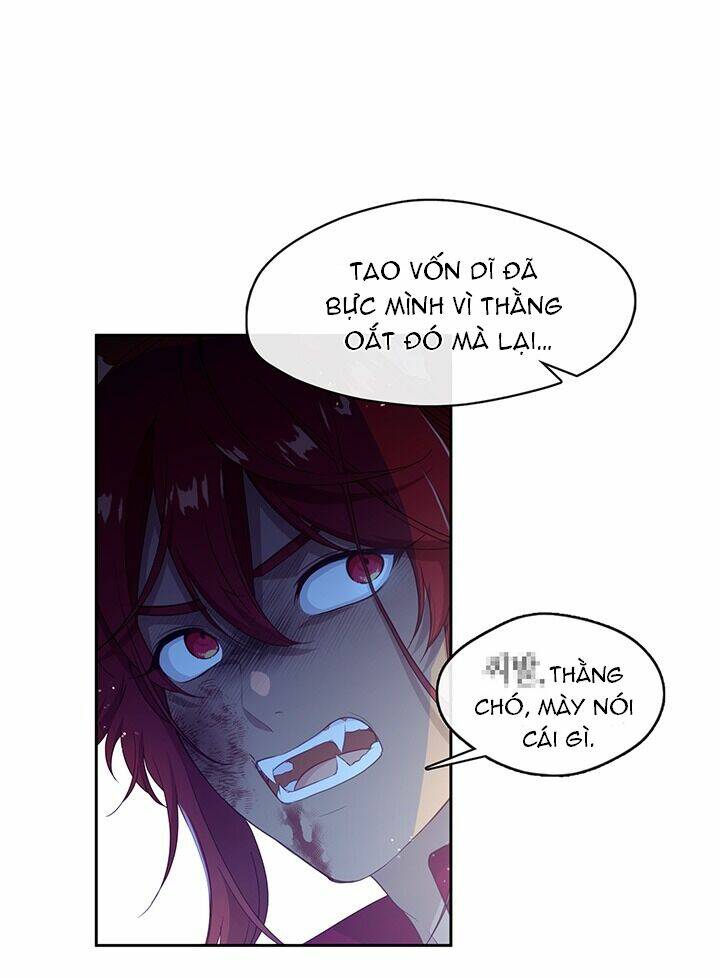 TAO VỐN DĨ ĐÃ
BỰC MÌNH VÌ THẰNG
OẮT ĐÓ MÀ LẠI...
THẰNG
CHÓ, MÀY NÓI
CÁI GÌ.